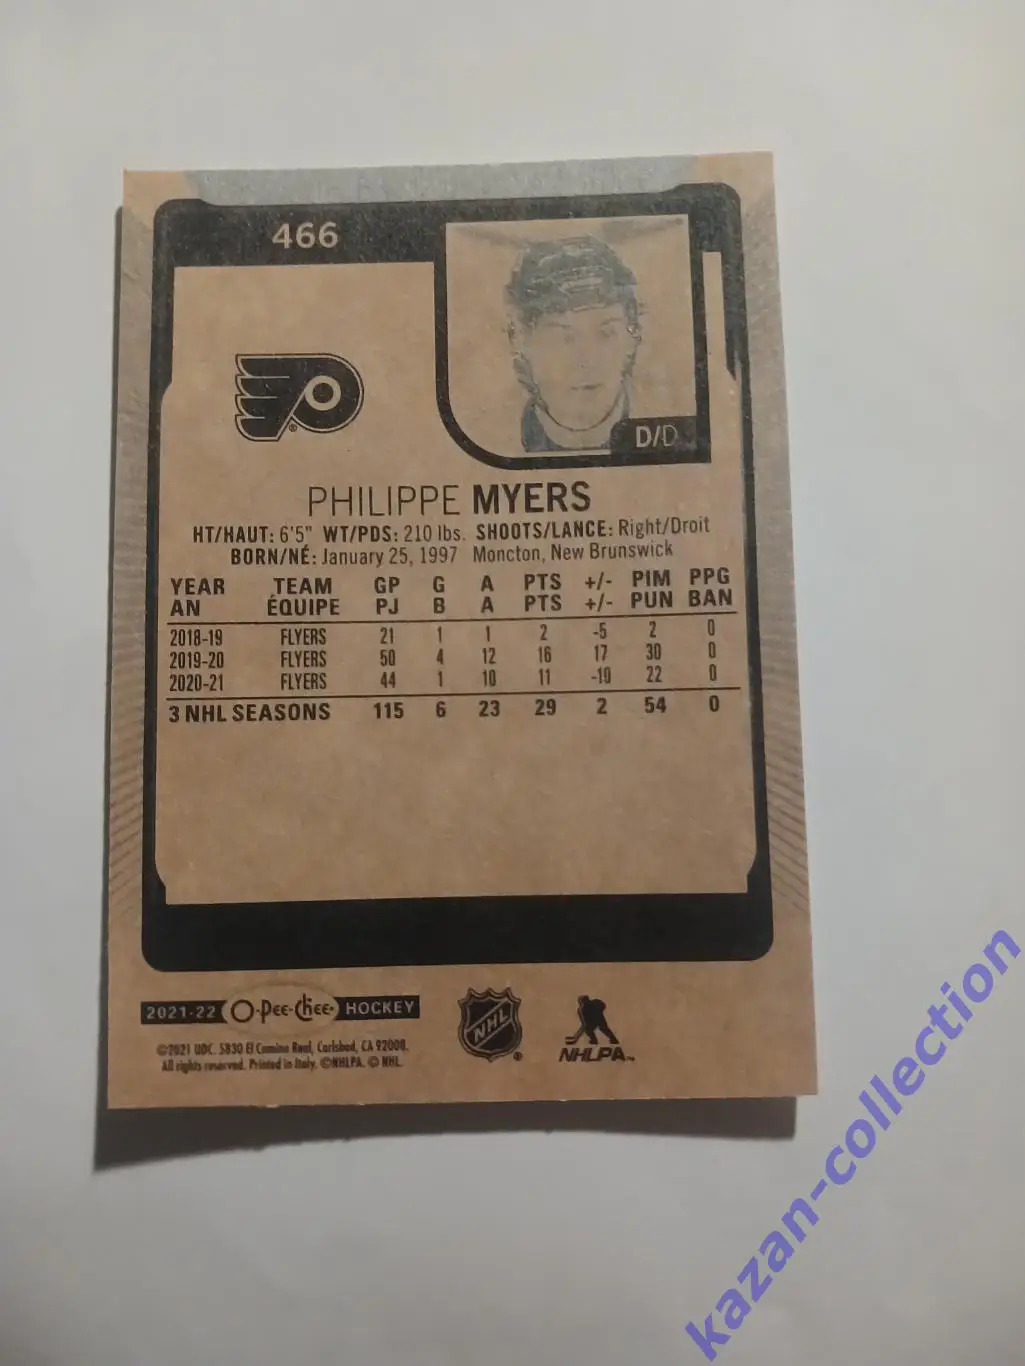 466
D/D
PHILIPPE MYERS
HT/HAUT: 6'5" WT/PDS: 210 lbs. SHOOTS/LANCE: Right/Droit
BORN/NÉ: January 25, 1997 Moncton, New Brunswick
YEAR TEAM GP G A PTS +/- PIM PPG
AN ÉQUIPE PJ B A PTS +/- PUN BAN
2018-19 FLYERS 21 1 1 2 -5 2 0
2019-20 FLYERS 50 4 12 16 17 30 0
2020-21 FLYERS 44 1 10 11 -10 22 0
3 NHL SEASONS 115 6 23 29 2 54 0
2021-22 O-Pee-Chee HOCKEY
NHL ®
NHLPA™
©2021 UDC. 5830 El Camino Real, Carlsbad, CA 92008.
All rights reserved. Printed in Italy. ©NHLPA. © NHL.
kazan-collection